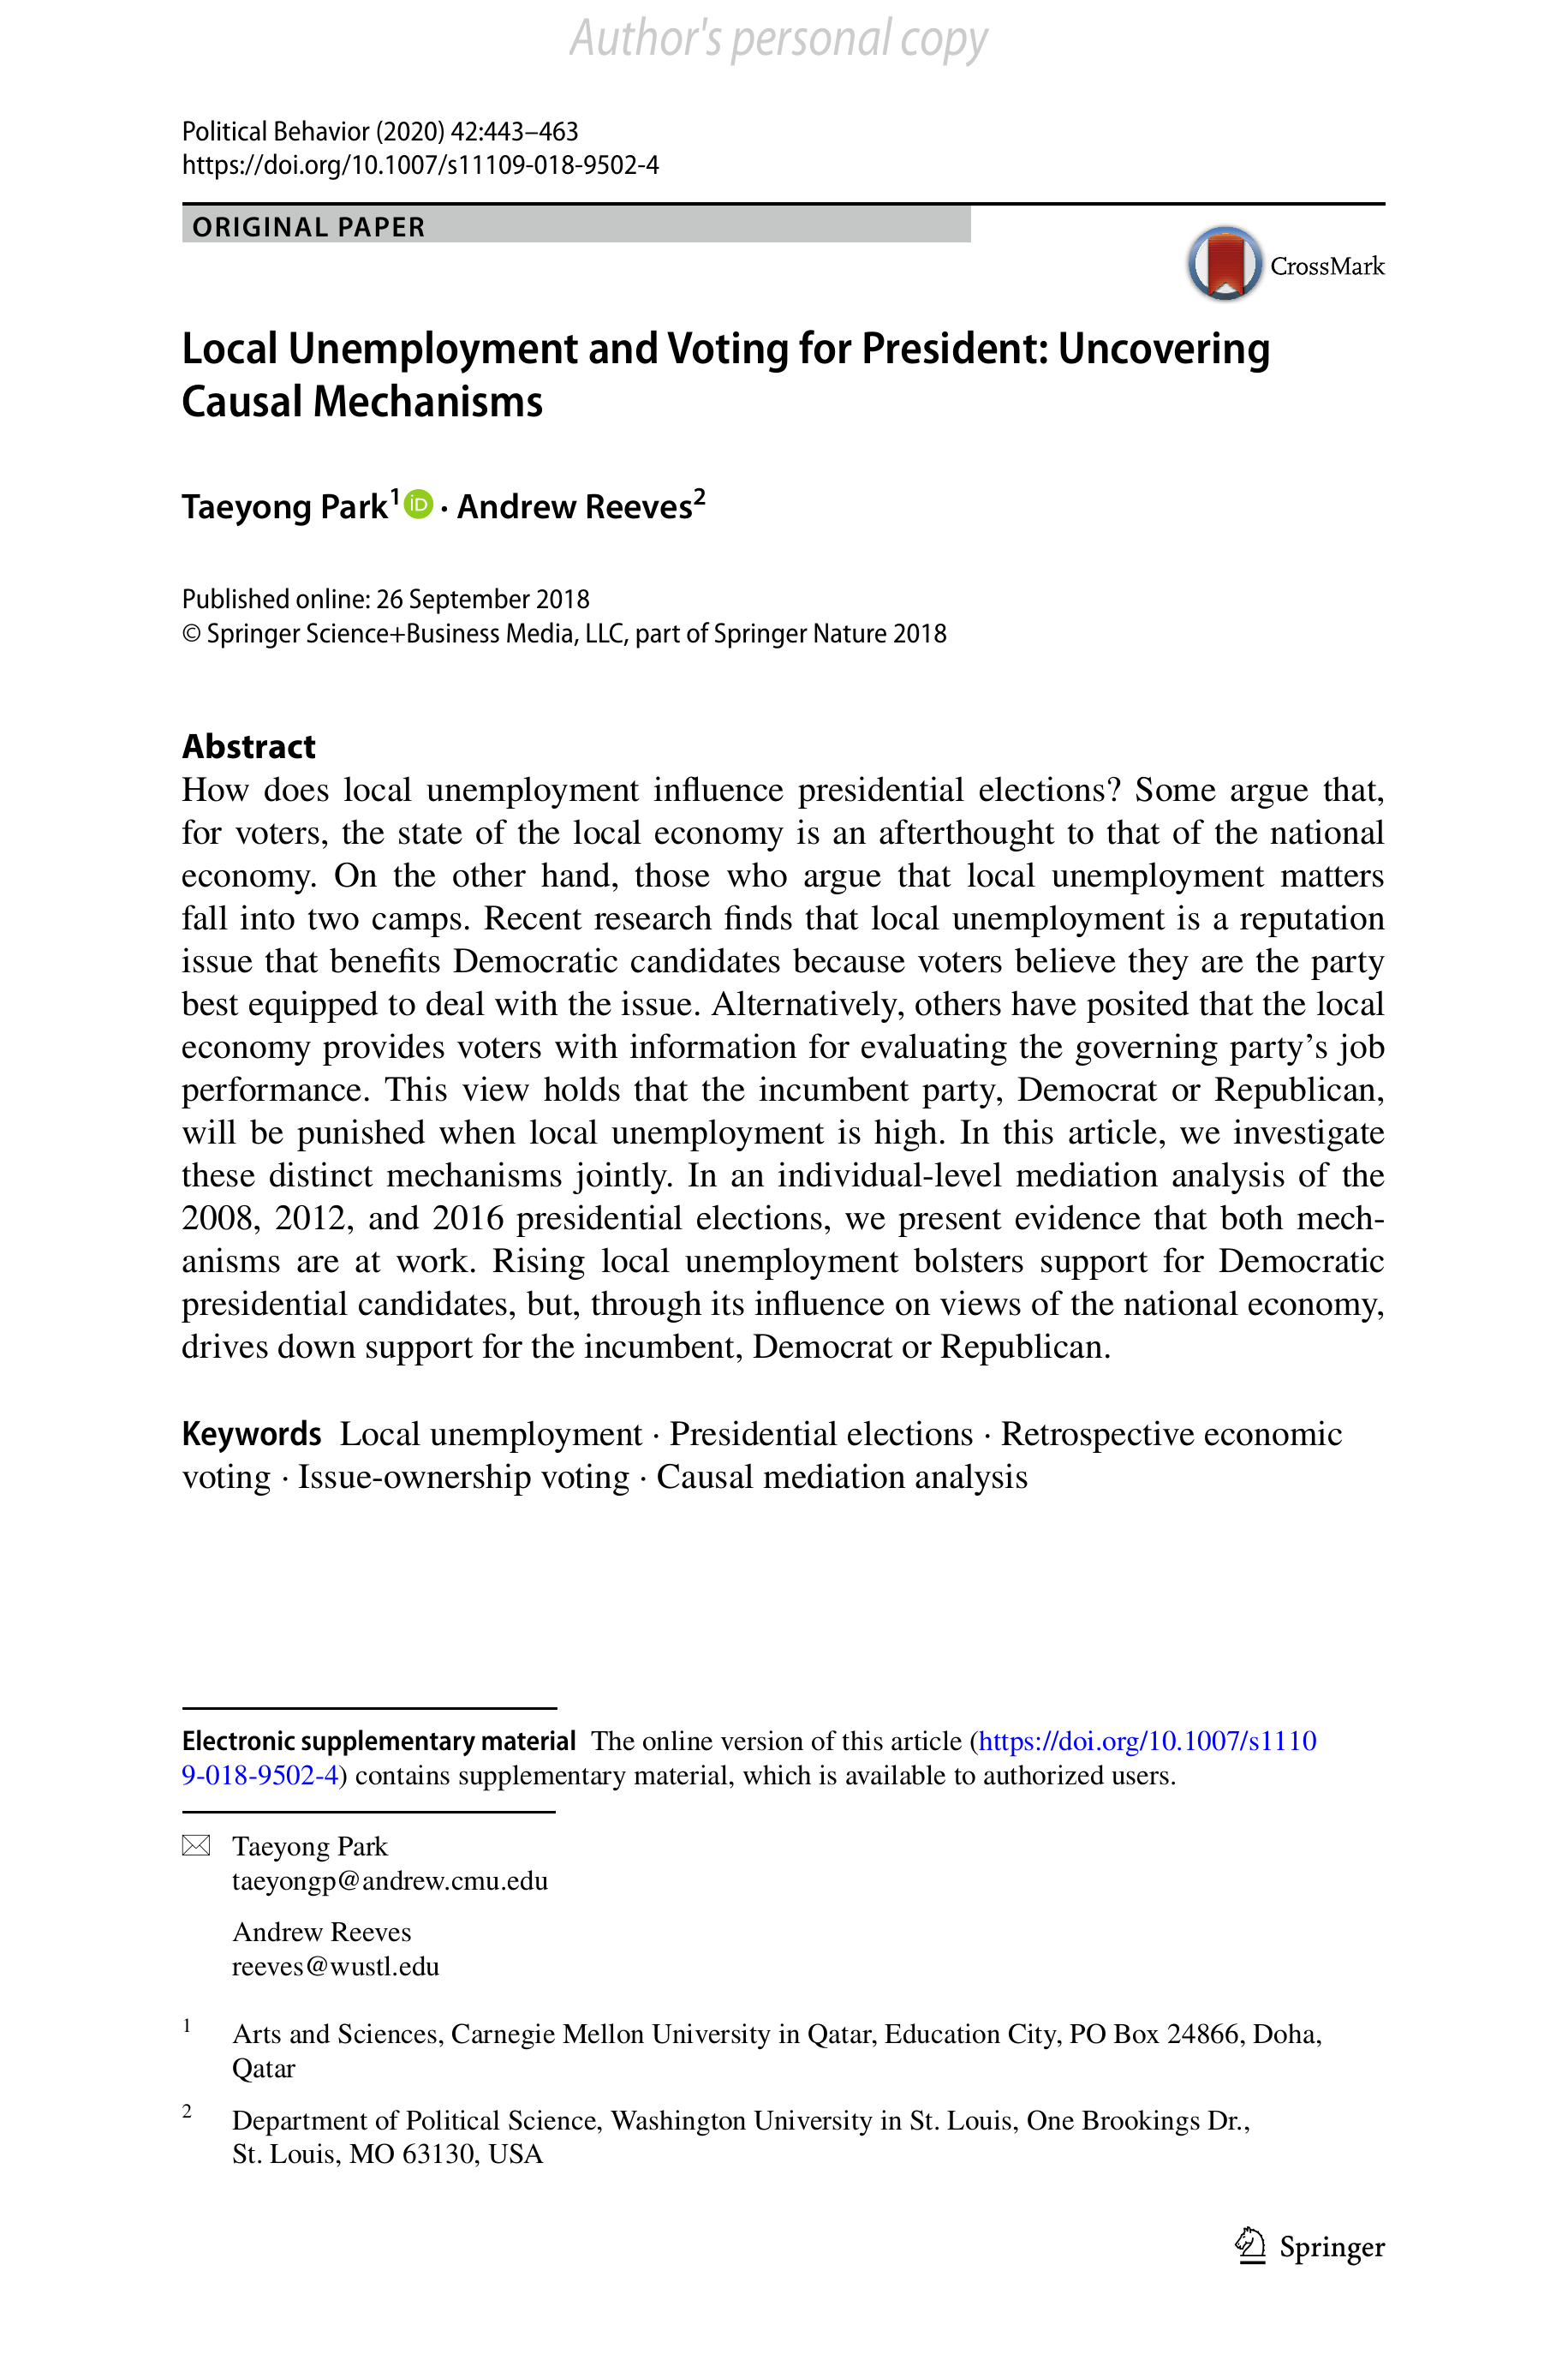 Author's personal copy
Political Behavior (2020) 42:443–463
https://doi.org/10.1007/s11109-018-9502-4
ORIGINAL PAPER
CrossMark
Local Unemployment and Voting for President: Uncovering
Causal Mechanisms
Taeyong Park1 iD · Andrew Reeves2
Published online: 26 September 2018
© Springer Science+Business Media, LLC, part of Springer Nature 2018
Abstract
How does local unemployment influence presidential elections? Some argue that,
for voters, the state of the local economy is an afterthought to that of the national
economy. On the other hand, those who argue that local unemployment matters
fall into two camps. Recent research finds that local unemployment is a reputation
issue that benefits Democratic candidates because voters believe they are the party
best equipped to deal with the issue. Alternatively, others have posited that the local
economy provides voters with information for evaluating the governing party’s job
performance. This view holds that the incumbent party, Democrat or Republican,
will be punished when local unemployment is high. In this article, we investigate
these distinct mechanisms jointly. In an individual-level mediation analysis of the
2008, 2012, and 2016 presidential elections, we present evidence that both mech-
anisms are at work. Rising local unemployment bolsters support for Democratic
presidential candidates, but, through its influence on views of the national economy,
drives down support for the incumbent, Democrat or Republican.
Keywords Local unemployment · Presidential elections · Retrospective economic
voting · Issue-ownership voting · Causal mediation analysis
Electronic supplementary material The online version of this article (https://doi.org/10.1007/s1110
9-018-9502-4) contains supplementary material, which is available to authorized users.
Taeyong Park
taeyongp@andrew.cmu.edu
Andrew Reeves
reeves@wustl.edu
1 Arts and Sciences, Carnegie Mellon University in Qatar, Education City, PO Box 24866, Doha,
Qatar
2 Department of Political Science, Washington University in St. Louis, One Brookings Dr.,
St. Louis, MO 63130, USA
Springer